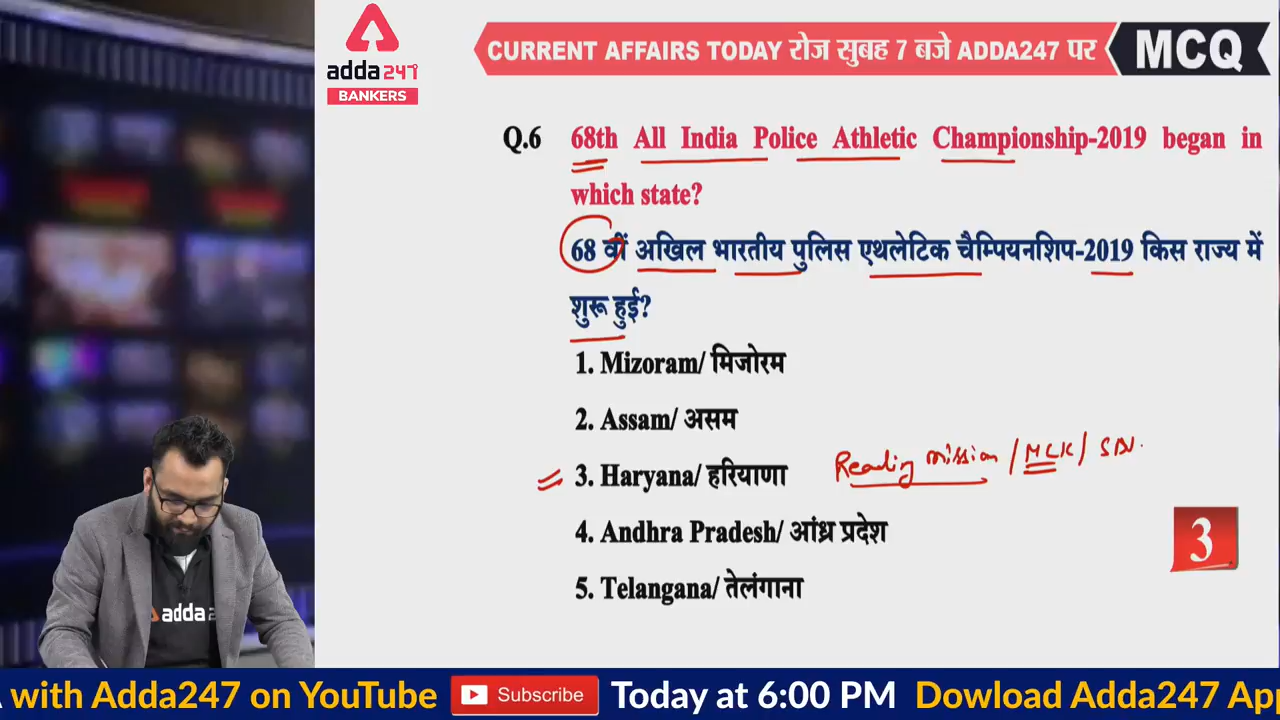 adda247
BANKERS
CURRENT AFFAIRS TODAY रोज सुबह 7 बजे ADDA247 पर
MCQ
Q.6 68th All India Police Athletic Championship-2019 began in
which state?
68 वीं अखिल भारतीय पुलिस एथलेटिक चैम्पियनशिप-2019 किस राज्य में
शुरू हुई?
1. Mizoram/ मिजोरम
2. Assam/ असम
3. Haryana/ हरियाणा
Reading mission / MLK /
4. Andhra Pradesh/ आंध्र प्रदेश
3
5. Telangana/ तेलंगाना
adda2
with Adda247 on YouTube
Subscribe
Today at 6:00 PM
Dowload Adda247 App